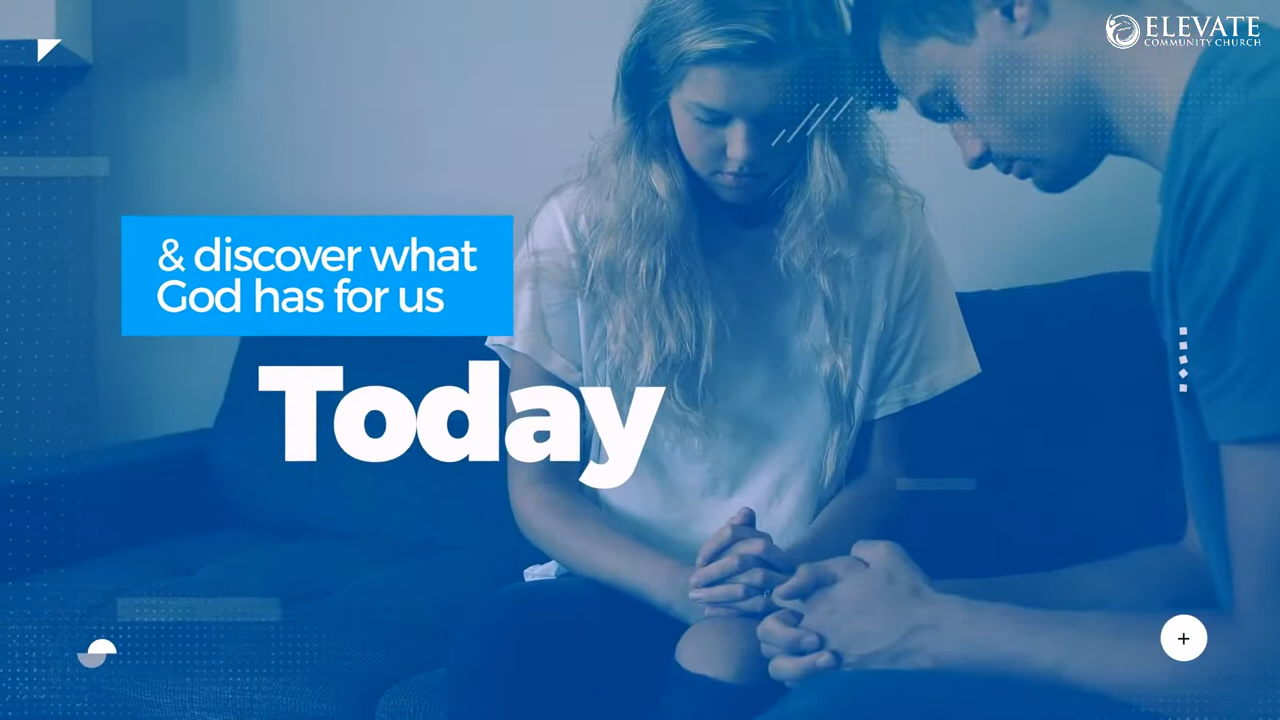 ELEVATE
COMMUNITY CHURCH
& discover what
God has for us
Today